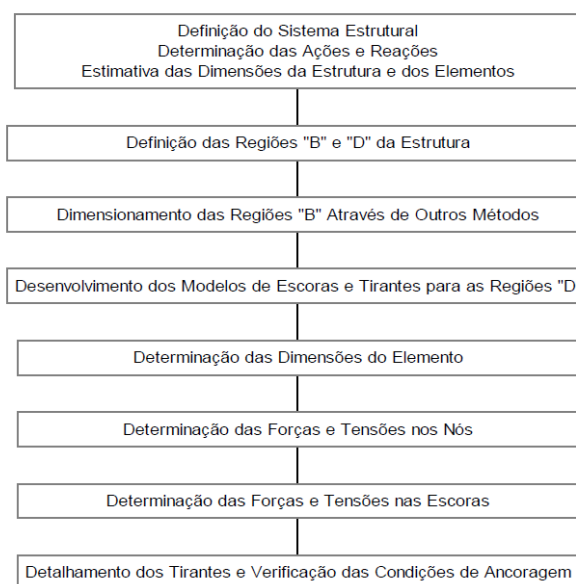 Definição do Sistema Estrutural
Determinação das Ações e Reações
Estimativa das Dimensões da Estrutura e dos Elementos
Definição das Regiões "B" e "D" da Estrutura
Dimensionamento das Regiões "B" Através de Outros Métodos
Desenvolvimento dos Modelos de Escoras e Tirantes para as Regiões "D
Determinação das Dimensões do Elemento
Determinação das Forças e Tensões nos Nós
Determinação das Forças e Tensões nas Escoras
Detalhamento dos Tirantes e Verificação das Condições de Ancoragem